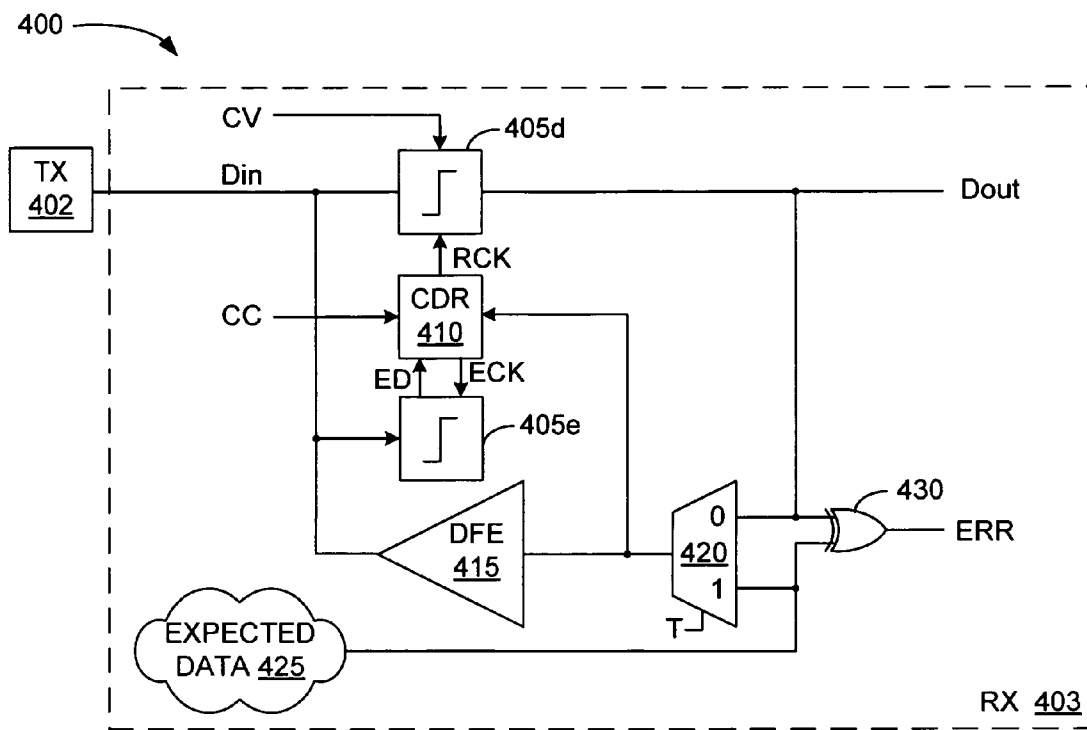 400
CV
405d
TX
402
Din
Dout
RCK
CC
CDR
410
ED
ECK
405e
DFE
415
0
420
1
T
430
ERR
EXPECTED
DATA 425
RX 403